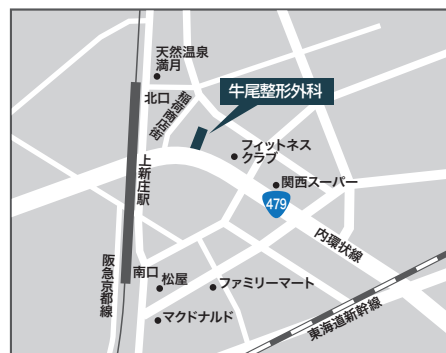 天然温泉
満月
北口
稲荷商店街
牛尾整形外科
フィットネス
クラブ
関西スーパー
上新庄駅
479
内環状線
阪急京都線
南口
松屋
ファミリーマート
マクドナルド
東海道新幹線